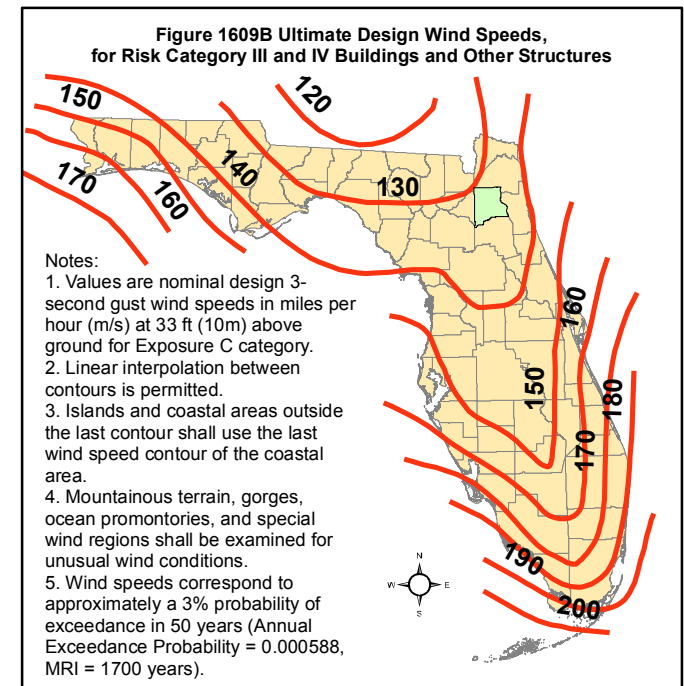 Figure 1609B Ultimate Design Wind Speeds,
for Risk Category III and IV Buildings and Other Structures
120
150
140
130
170
160
Notes:
1. Values are nominal design 3-
second gust wind speeds in miles per
hour (m/s) at 33 ft (10m) above
ground for Exposure C category.
2. Linear interpolation between
contours is permitted.
3. Islands and coastal areas outside
the last contour shall use the last
wind speed contour of the coastal
area.
4. Mountainous terrain, gorges,
ocean promontories, and special
wind regions shall be examined for
unusual wind conditions.
5. Wind speeds correspond to
approximately a 3% probability of
exceedance in 50 years (Annual
Exceedance Probability = 0.000588,
MRI = 1700 years).
160
150
180
170
190
200
N
W E
S